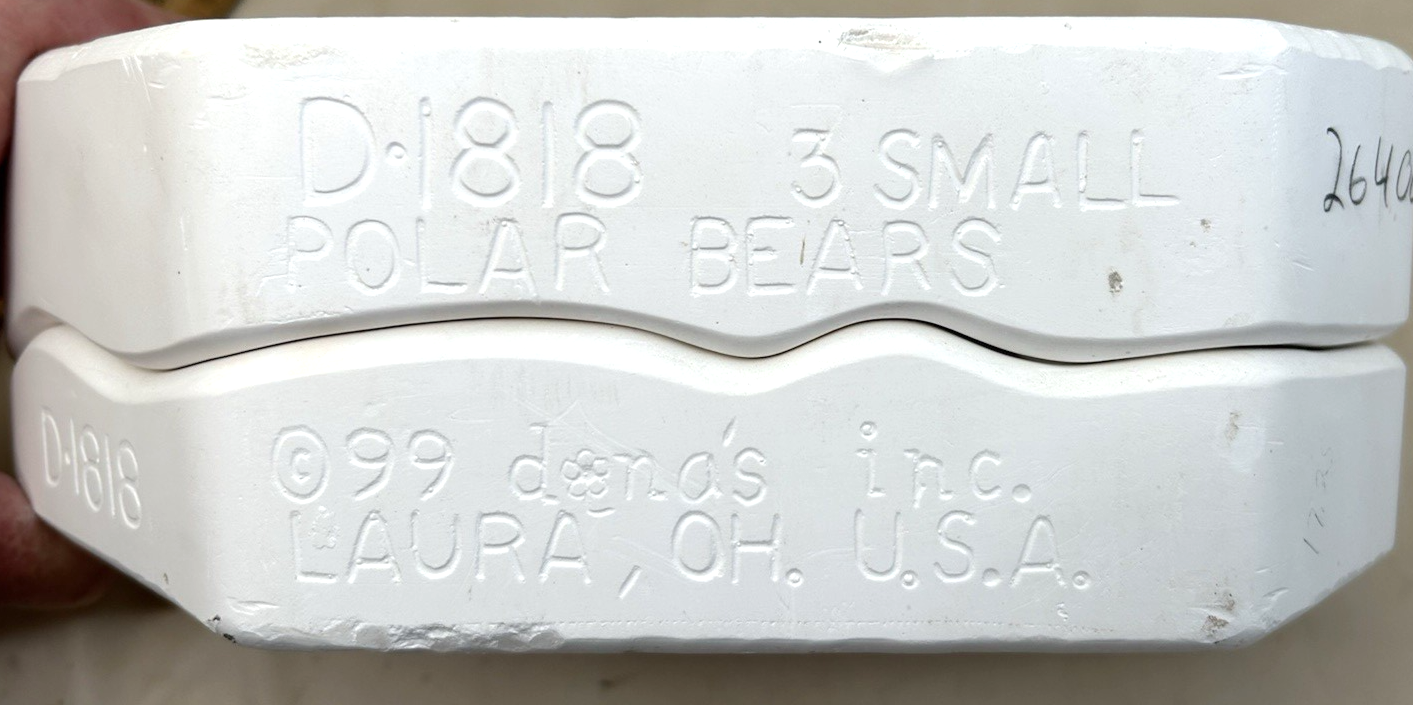 D·1818 3 SMALL
POLAR BEARS
D·1818
©99 dona's inc.
LAURA, OH. U.S.A.